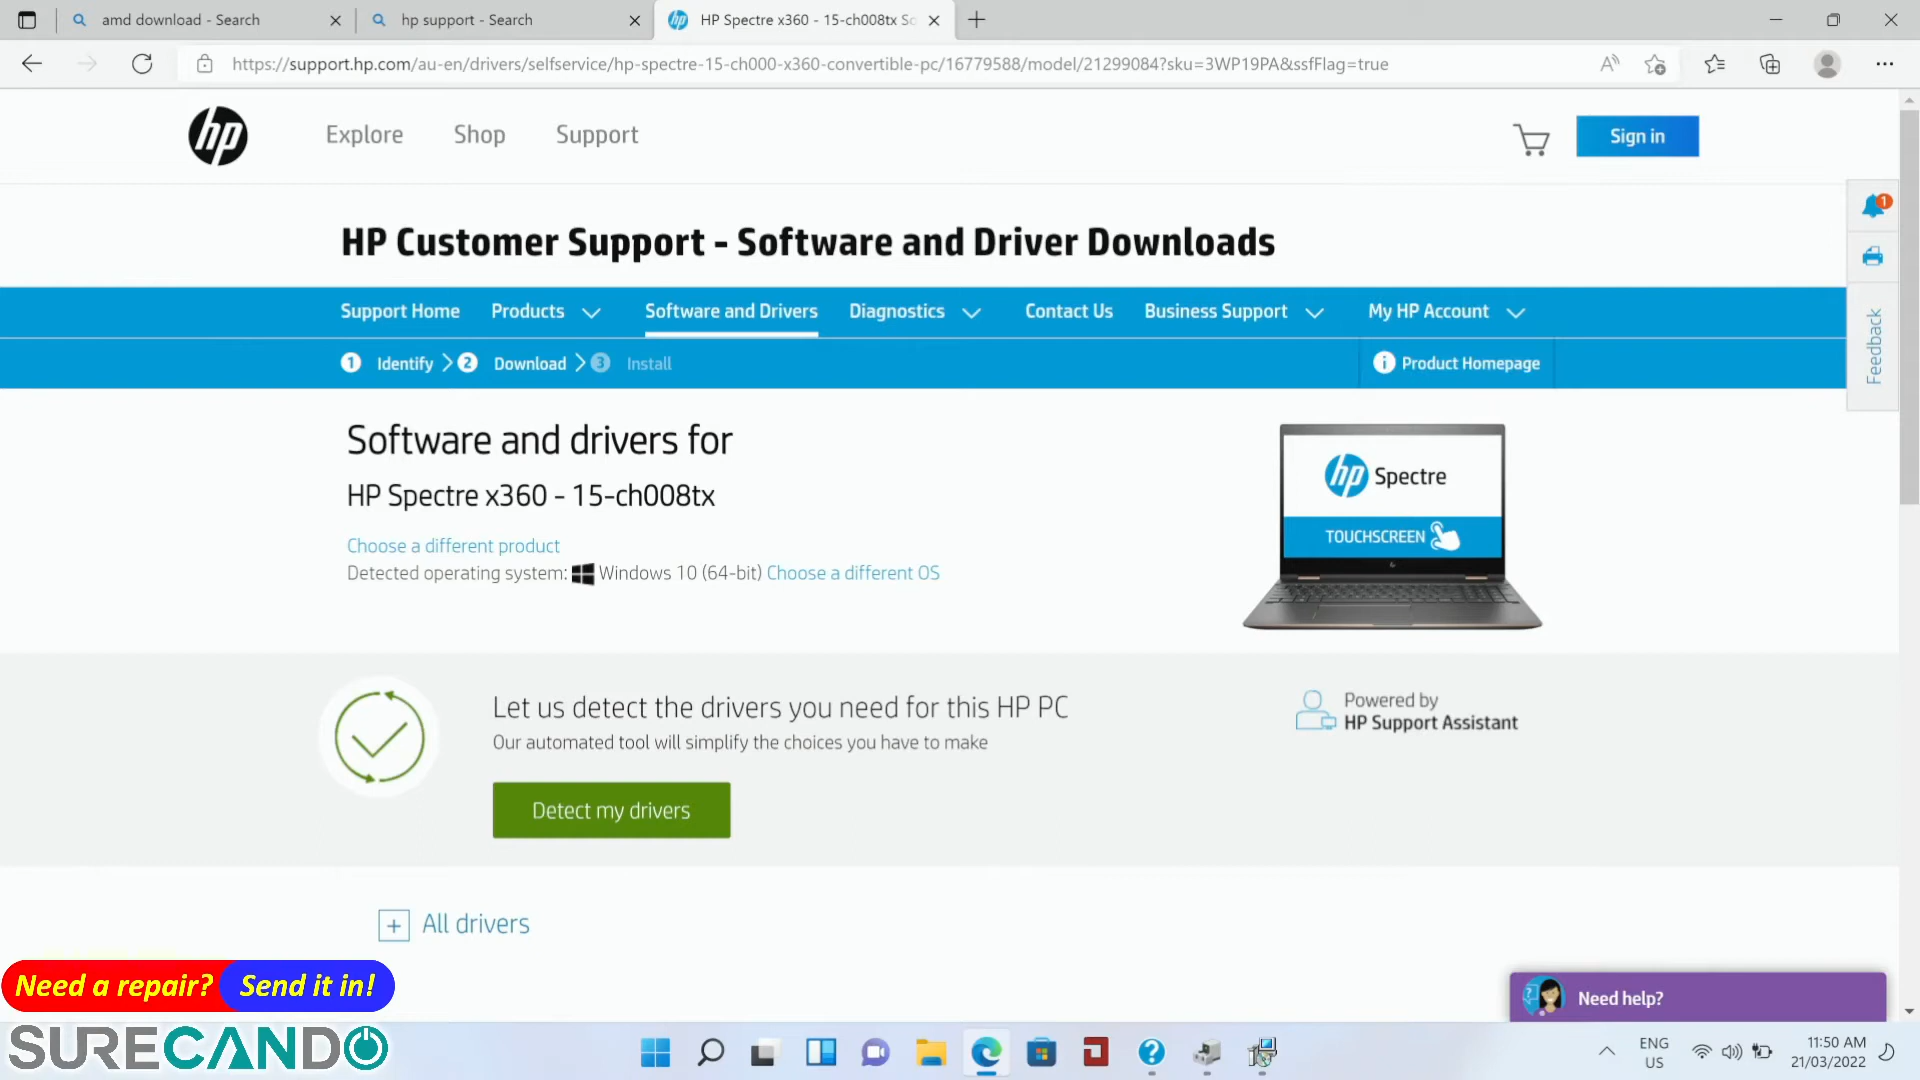 amd download - Search
hp support - Search
HP Spectre x360 - 15-ch008tx So
https://support.hp.com/au-en/drivers/selfservice/hp-spectre-15-ch000-x360-convertible-pc/16779588/model/21299084?sku=3WP19PA&ssfFlag=true
hp
Explore
Shop
Support
Sign in
1
HP Customer Support - Software and Driver Downloads
Support Home
Products
Software and Drivers
Diagnostics
Contact Us
Business Support
My HP Account
Feedback
1 Identify
2 Download
3 Install
Product Homepage
Software and drivers for
HP Spectre x360 - 15-ch008tx
Choose a different product
Detected operating system: Windows 10 (64-bit) Choose a different OS
hp Spectre
TOUCHSCREEN
Let us detect the drivers you need for this HP PC
Our automated tool will simplify the choices you have to make
Detect my drivers
Powered by
HP Support Assistant
All drivers
Need a repair? Send it in!
SURECANDO
Need help?
ENG
US
11:50 AM
21/03/2022